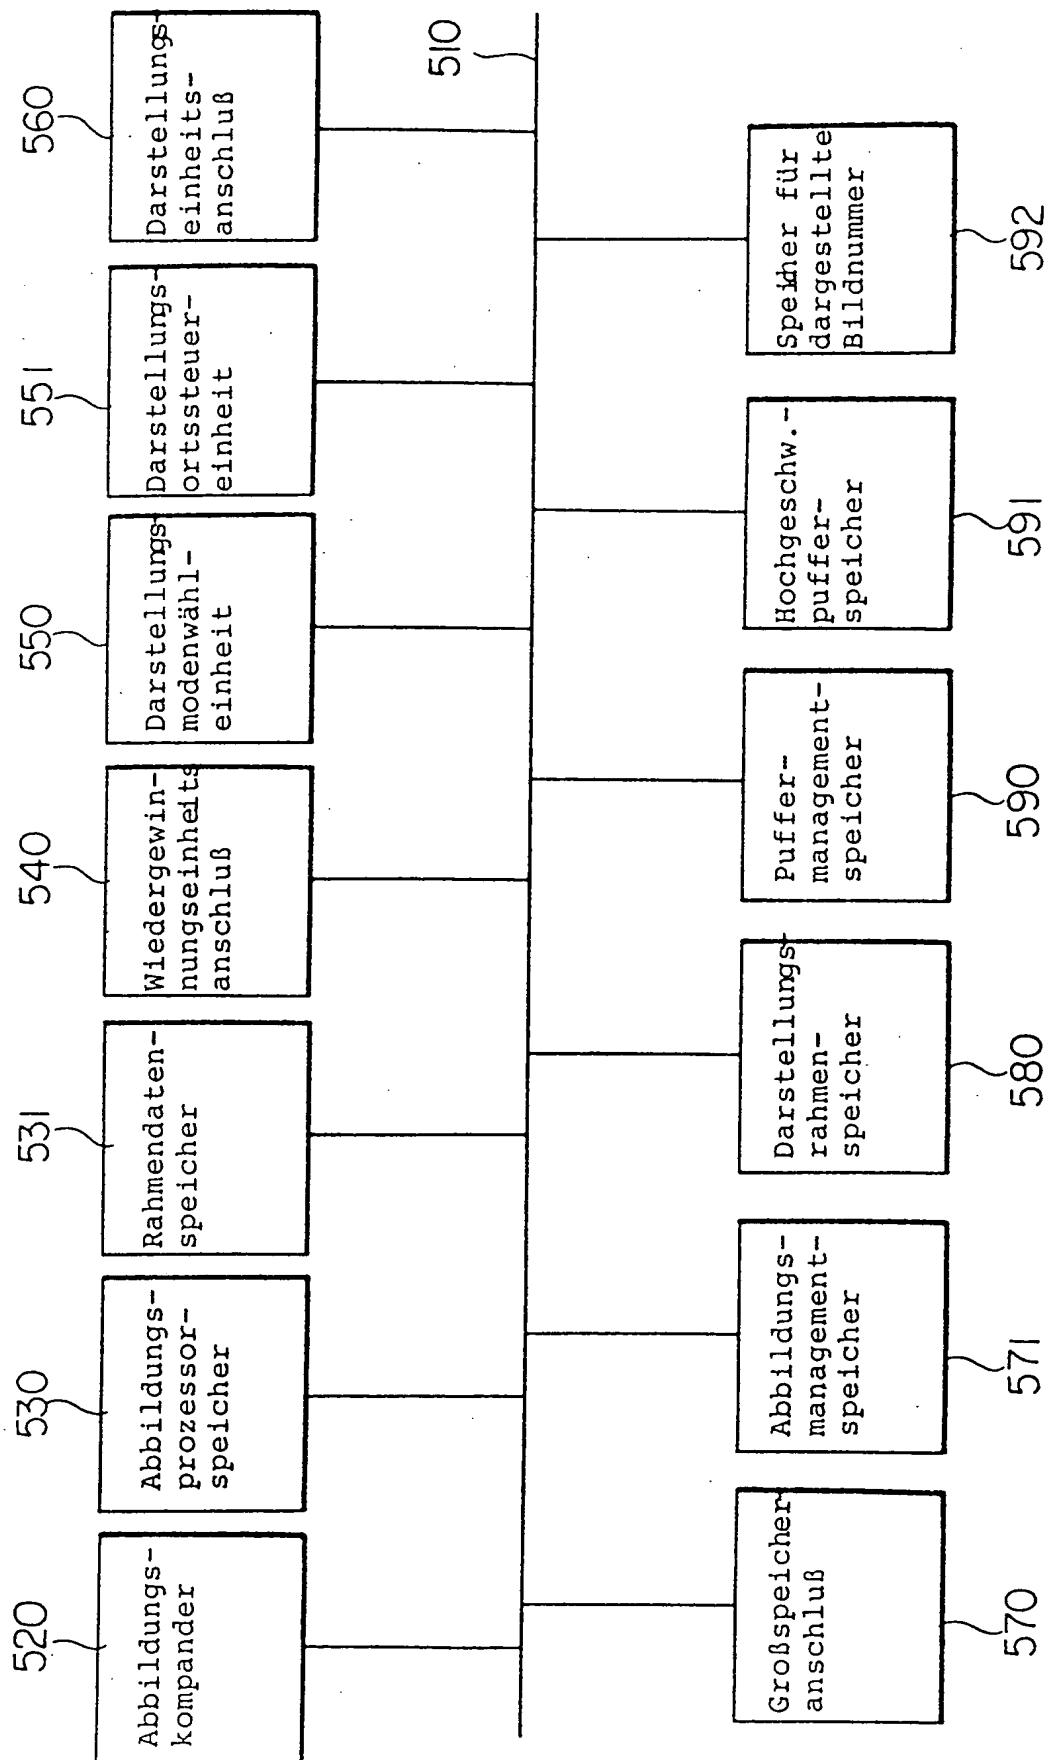 520
Abbildungs-
kompander
530
Abbildungs-
prozessor-
speicher
531
Rahmendaten-
speicher
540
Wiedergewin-
nungseinheits
anschluß
550
Darstellungs-
modenwähl-
einheit
551
Darstellungs-
ortssteuer-
einheit
560
Darstellungs-
einheits-
anschluß
510
Großspeicher-
anschluß
570
Abbildungs-
management-
speicher
571
Darstellungs-
rahmen-
speicher
580
Puffer-
management-
speicher
590
Hochgeschw.-
puffer-
speicher
591
Speicher für
dargestellte
Bildnummer
592